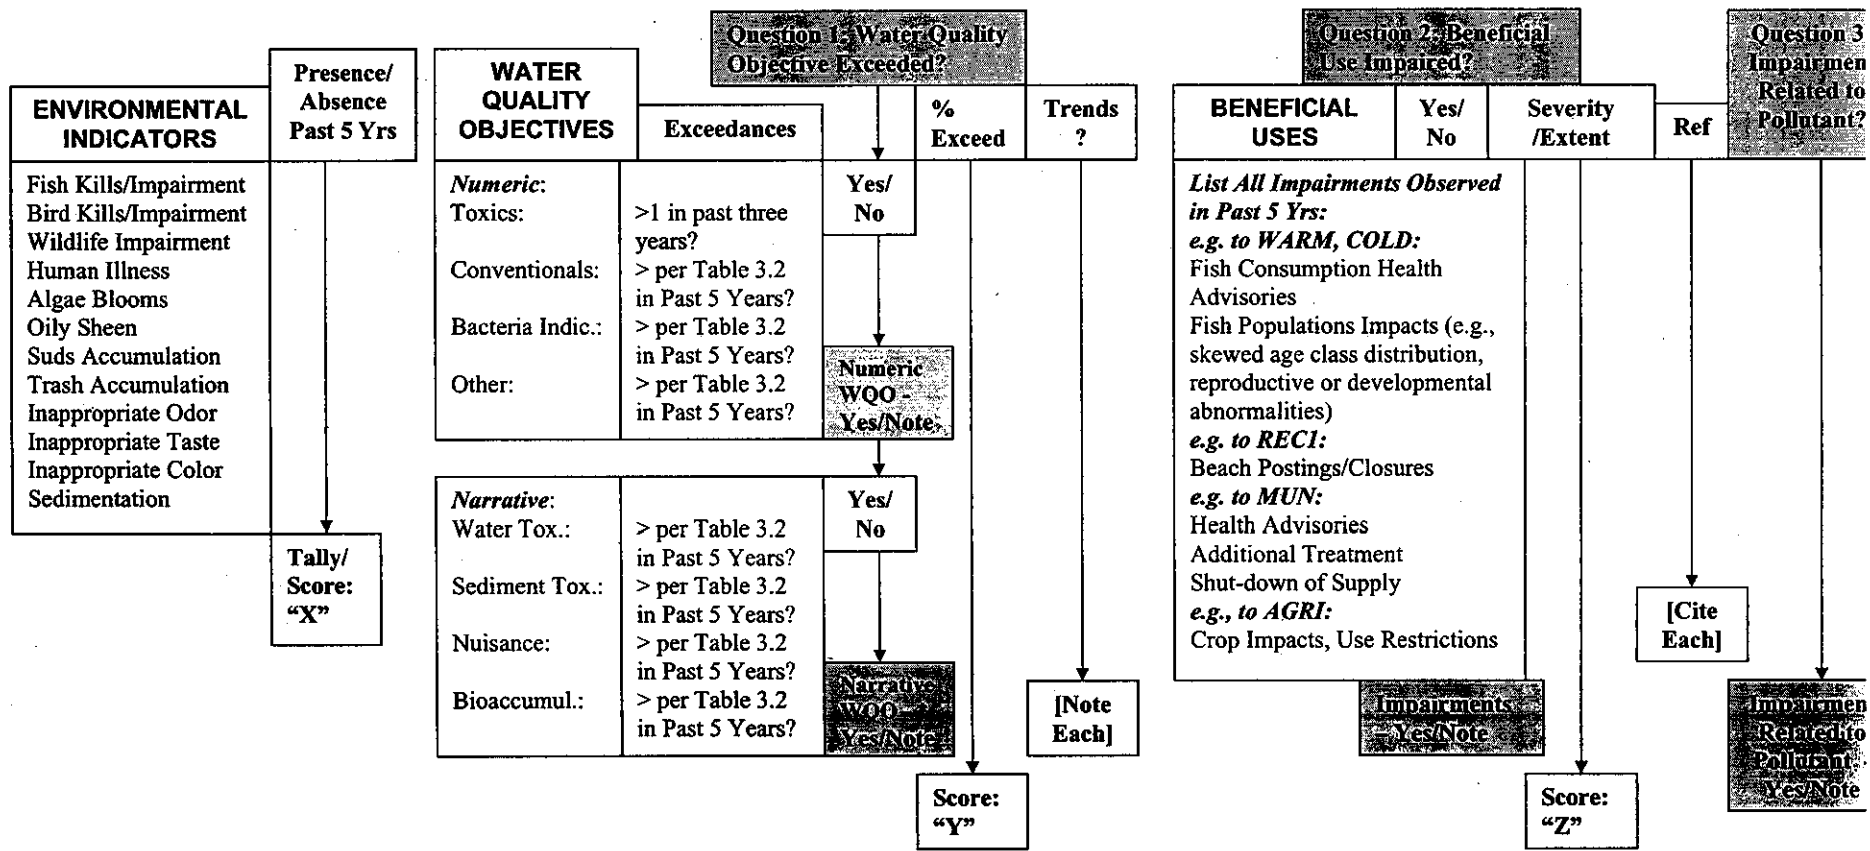 ENVIRONMENTAL
INDICATORS
Presence/
Absence
Past 5 Yrs
Fish Kills/Impairment
Bird Kills/Impairment
Wildlife Impairment
Human Illness
Algae Blooms
Oily Sheen
Suds Accumulation
Trash Accumulation
Inappropriate Odor
Inappropriate Taste
Inappropriate Color
Sedimentation
Tally/
Score:
“X”
Question 1: Water Quality
Objective Exceeded?
WATER
QUALITY
OBJECTIVES
Exceedances
%
Exceed
Trends
?
Numeric:
Yes/
No
Toxics:
>1 in past three
years?
Conventionals:
> per Table 3.2
in Past 5 Years?
Bacteria Indic.:
> per Table 3.2
in Past 5 Years?
Other:
> per Table 3.2
in Past 5 Years?
Numeric
WQO -
Yes/Note
Narrative:
Yes/
No
Water Tox.:
> per Table 3.2
in Past 5 Years?
Sediment Tox.:
> per Table 3.2
in Past 5 Years?
Nuisance:
> per Table 3.2
in Past 5 Years?
Bioaccumul.:
> per Table 3.2
in Past 5 Years?
Narrative
WQO –
Yes/Note
[Note
Each]
Score:
“Y”
Question 2: Beneficial
Use Impaired?
BENEFICIAL
USES
Yes/
No
Severity
/Extent
Ref
List All Impairments Observed
in Past 5 Yrs:
e.g. to WARM, COLD:
Fish Consumption Health
Advisories
Fish Populations Impacts (e.g.,
skewed age class distribution,
reproductive or developmental
abnormalities)
e.g. to REC1:
Beach Postings/Closures
e.g. to MUN:
Health Advisories
Additional Treatment
Shut-down of Supply
e.g., to AGRI:
Crop Impacts, Use Restrictions
Impairments
– Yes/Note
Score:
“Z”
[Cite
Each]
Question 3
Impairmen
Related to
Pollutant?
Impairmen
Related to
Pollutant -
Yes/Note